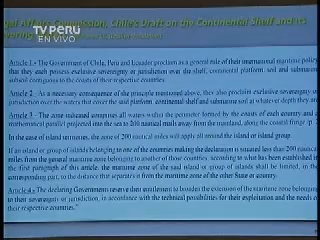 TV PERU
EN VIVO
gal Affairs Commission, Chile's Draft on the Continental Shelf and its
Article 1.- The Government of Chile, Peru and Ecuador proclaim as a general rule of their international maritime policy
that they each possess exclusive sovereignty or jurisdiction over the shelf, continental platform, soil and submarine
subsoil contiguous to the coasts of their respective countries.
Article 2.- As a necessary consequence of the principle mentioned above, they also proclaim exclusive sovereignty or
jurisdiction over the waters that cover the said platform, continental shelf and submarine soil at whatever depth they are
Article 3.- The zone indicated comprises all waters within the perimeter formed by the coasts of each country and a
mathematical parallel projected into the sea to 200 nautical miles away from the mainland, along the coastal fringe
In the case of island territories, the zone of 200 nautical miles will apply all around the island or island group.
If an island or group of islands belonging to one of the countries making the declaration is situated less than 200 nautical
miles from the general maritime zone belonging to another of those countries, according to what has been established in
the first paragraph of this article, the maritime zone of the said island or group of islands shall be limited, in the
corresponding part, to the distance that separates it from the maritime zone of the other State or country.
Article 4.- The declaring Governments reserve their entitlement to broaden the extension of the maritime zone belonging
to their sovereignty or jurisdiction, in accordance with the technical possibilities for their exploitation and the needs of
their respective countries."